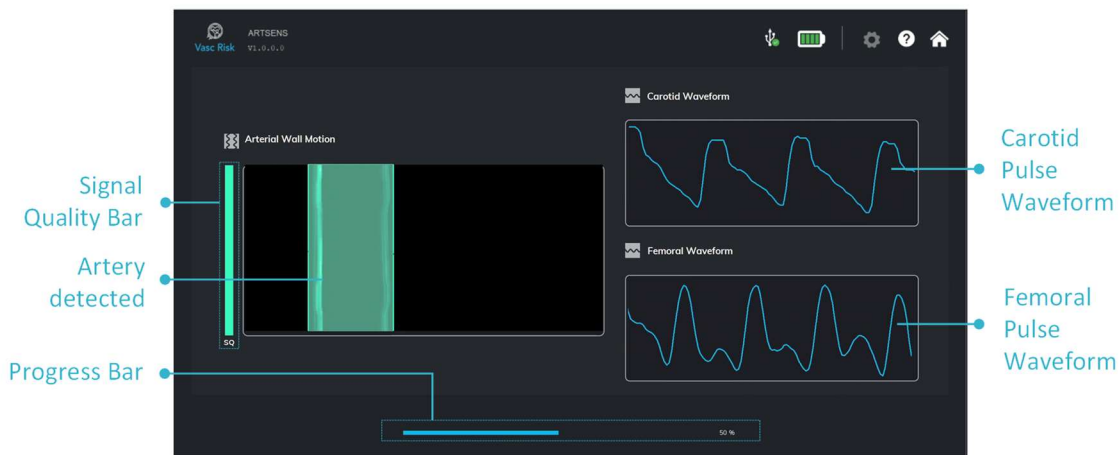 ARTSENS
Vasc Risk
V1.0.0.0
?
Carotid Waveform
Arterial Wall Motion
Carotid
Pulse
Waveform
Signal
Quality Bar
Femoral Waveform
Artery
detected
Femoral
Pulse
Waveform
SQ
Progress Bar
50 %